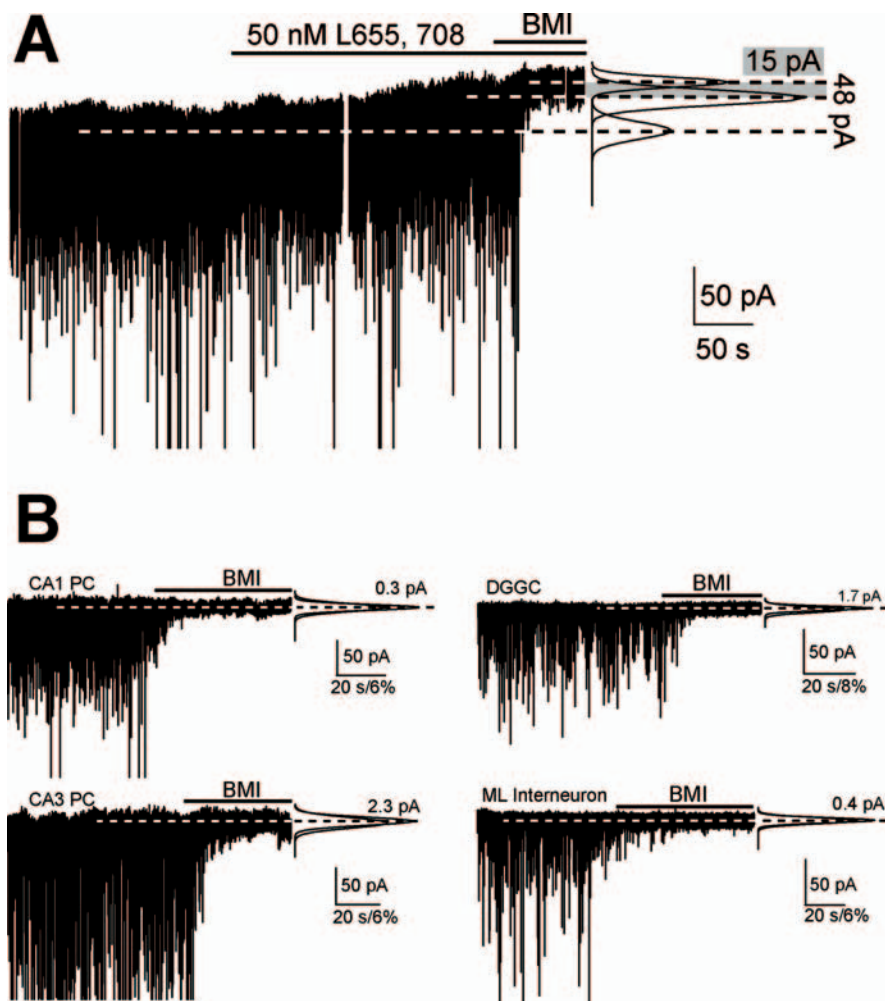 A
50 nM L655, 708
BMI
15 pA
48 pA
50 pA
50 s
B
CA1 PC
BMI
0.3 pA
50 pA
20 s/6%
DGGC
BMI
1.7 pA
50 pA
20 s/8%
CA3 PC
BMI
2.3 pA
50 pA
20 s/6%
ML Interneuron
BMI
0.4 pA
50 pA
20 s/6%